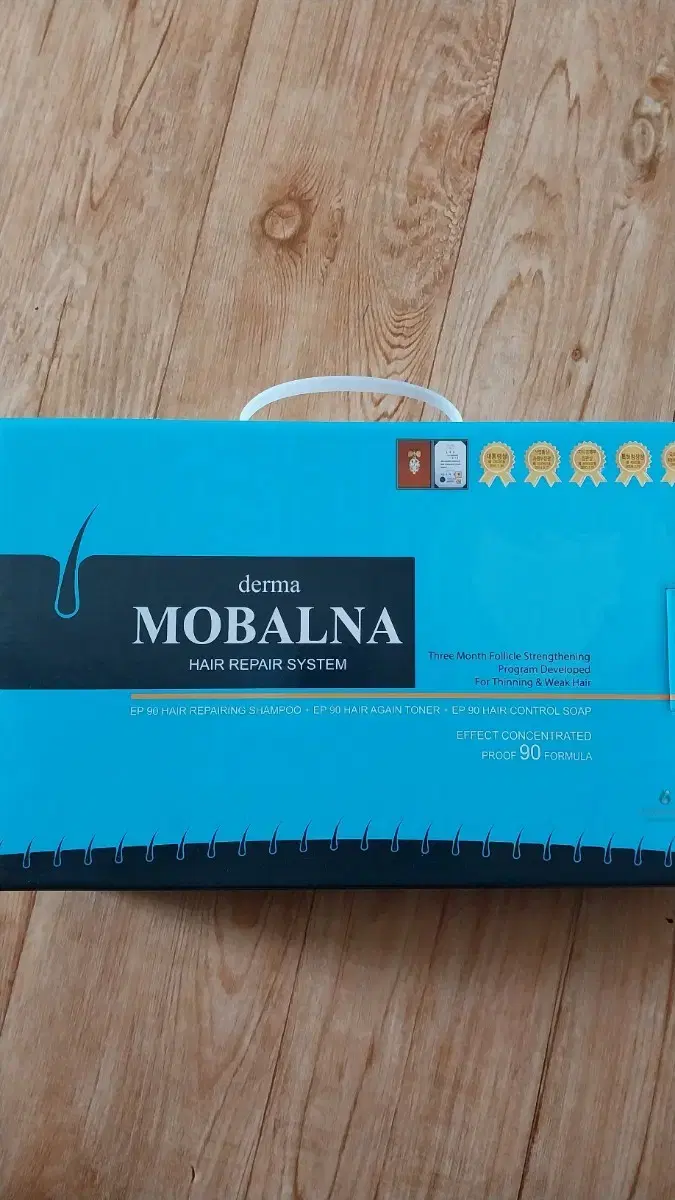 derma
MOBALNA
HAIR REPAIR SYSTEM
Three Month Follicle Strengthening
Program Developed
For Thinning & Weak Hair
EP 90 HAIR REPAIRING SHAMPOO + EP 90 HAIR AGAIN TONER + EP 90 HAIR CONTROL SOAP
EFFECT CONCENTRATED
PROOF 90 FORMULA